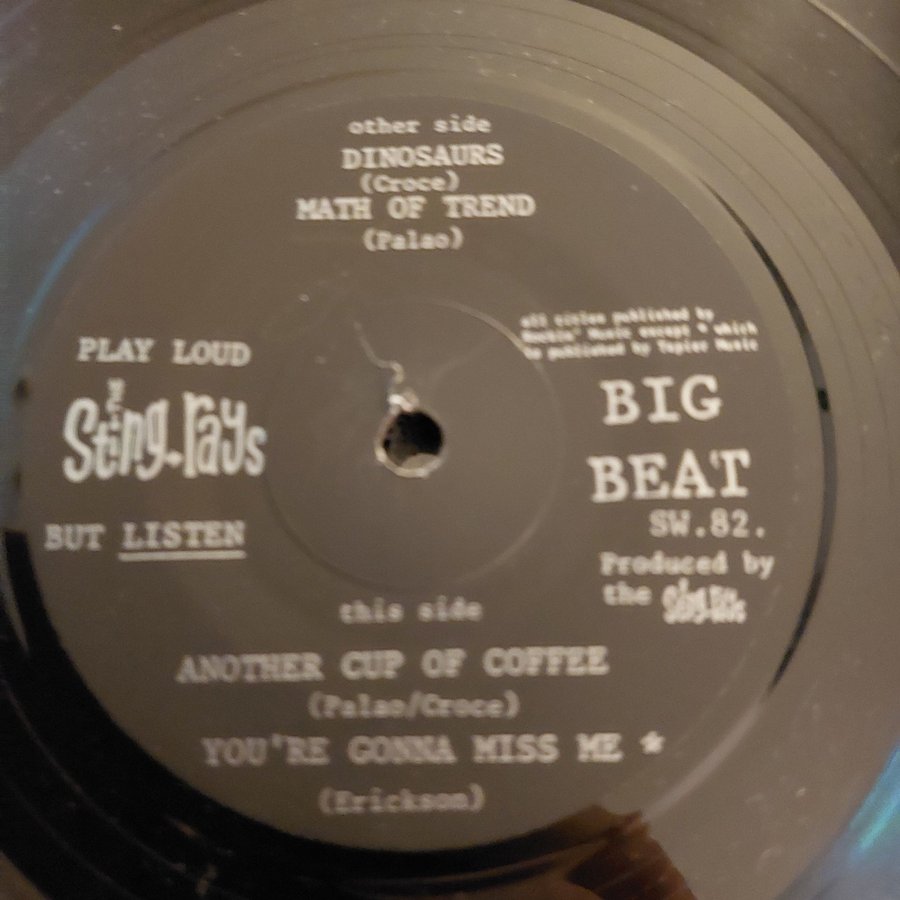 other side
DINOSAURS
(Croce)
MATH OF TREND
(Palao)
all titles published by
Rockin' Music except * which
is published by Tapier Music
PLAY LOUD
THE
Sting-rays
BUT LISTEN
BIG
BEAT
SW.82.
Produced by
the Sting-Rays
this side
ANOTHER CUP OF COFFEE
(Palao/Croce)
YOU'RE GONNA MISS ME *
(Erickson)